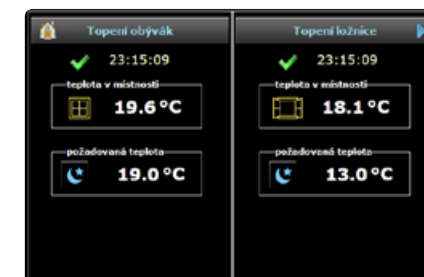 Topení obývák
23:15:09
teplota v místnosti
19.6°C
požadovaná teplota
19.0°C
Topení ložnice
23:15:09
teplota v místnosti
18.1°C
požadovaná teplota
13.0°C